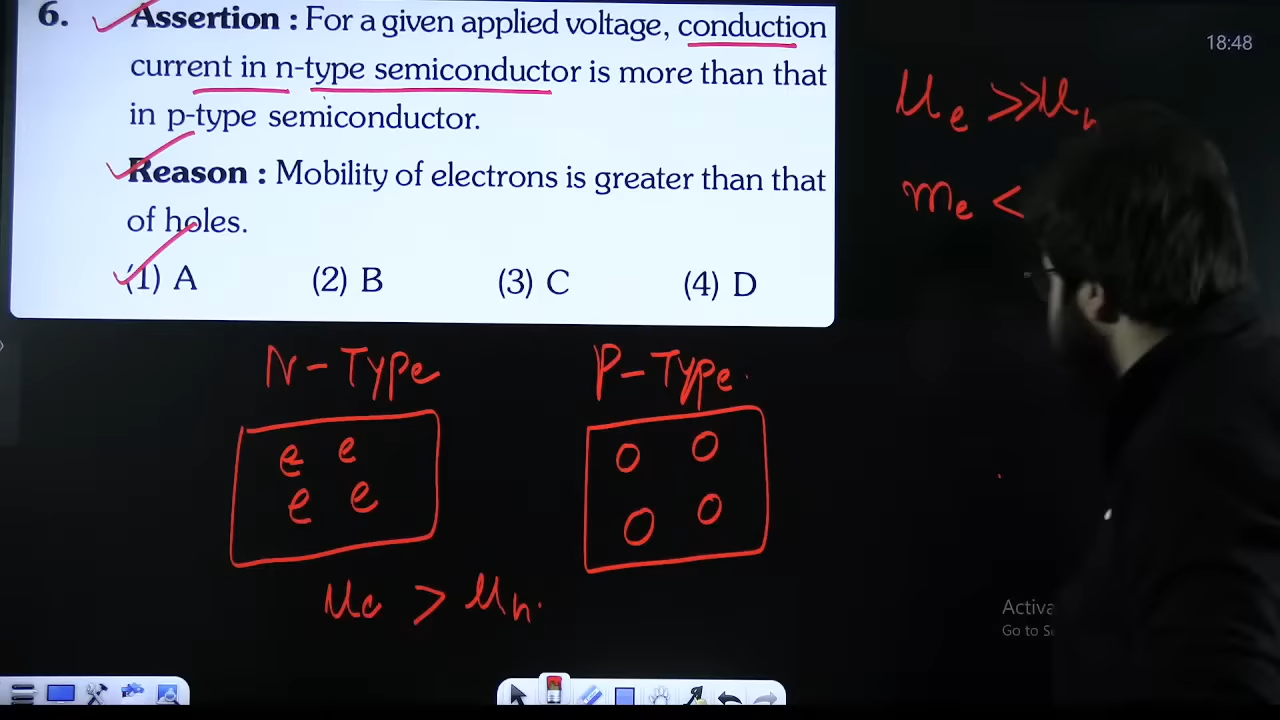 6. Assertion : For a given applied voltage, conduction
current in n-type semiconductor is more than that
in p-type semiconductor.
Reason : Mobility of electrons is greater than that
of holes.
(1) A (2) B (3) C (4) D
18:48
μe >> μh
me <
N-Type P-Type
e e
e e
O O
O O
μe > μh
Go to